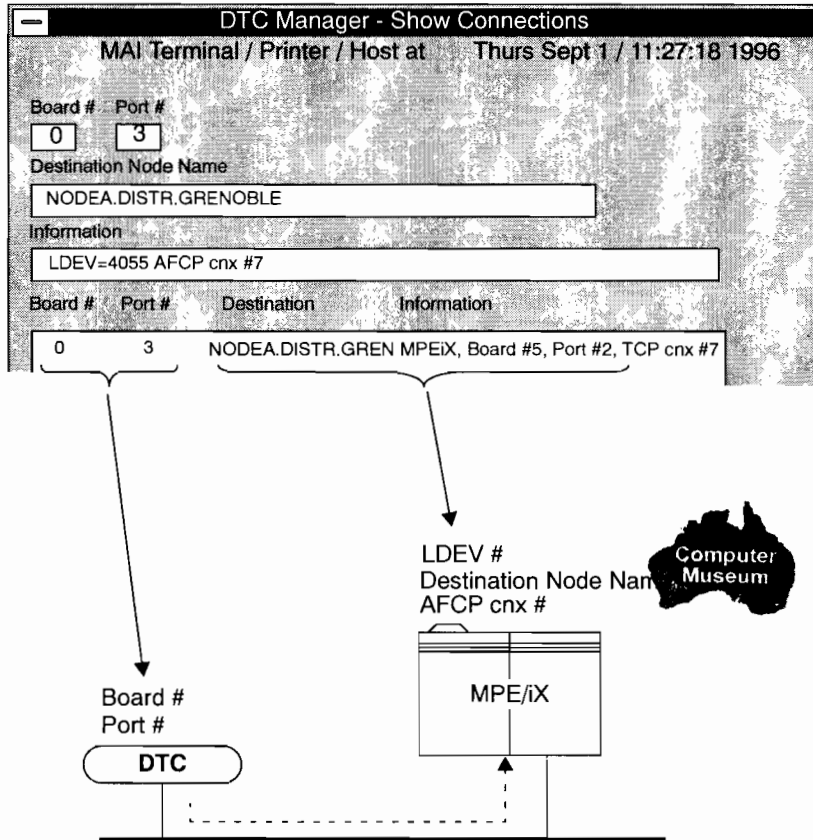 DTC Manager - Show Connections
MAI Terminal / Printer / Host at Thurs Sept 1 / 11:27:18 1996
Board # Port #
0 3
Destination Node Name
NODEA.DISTR.GRENOBLE
Information
LDEV=4055 AFCP cnx #7
Board # Port # Destination Information
0 3 NODEA.DISTR.GREN MPEiX, Board #5, Port #2, TCP cnx #7
LDEV #
Destination Node Nam
AFCP cnx #
Computer
Museum
MPE/iX
Board #
Port #
DTC